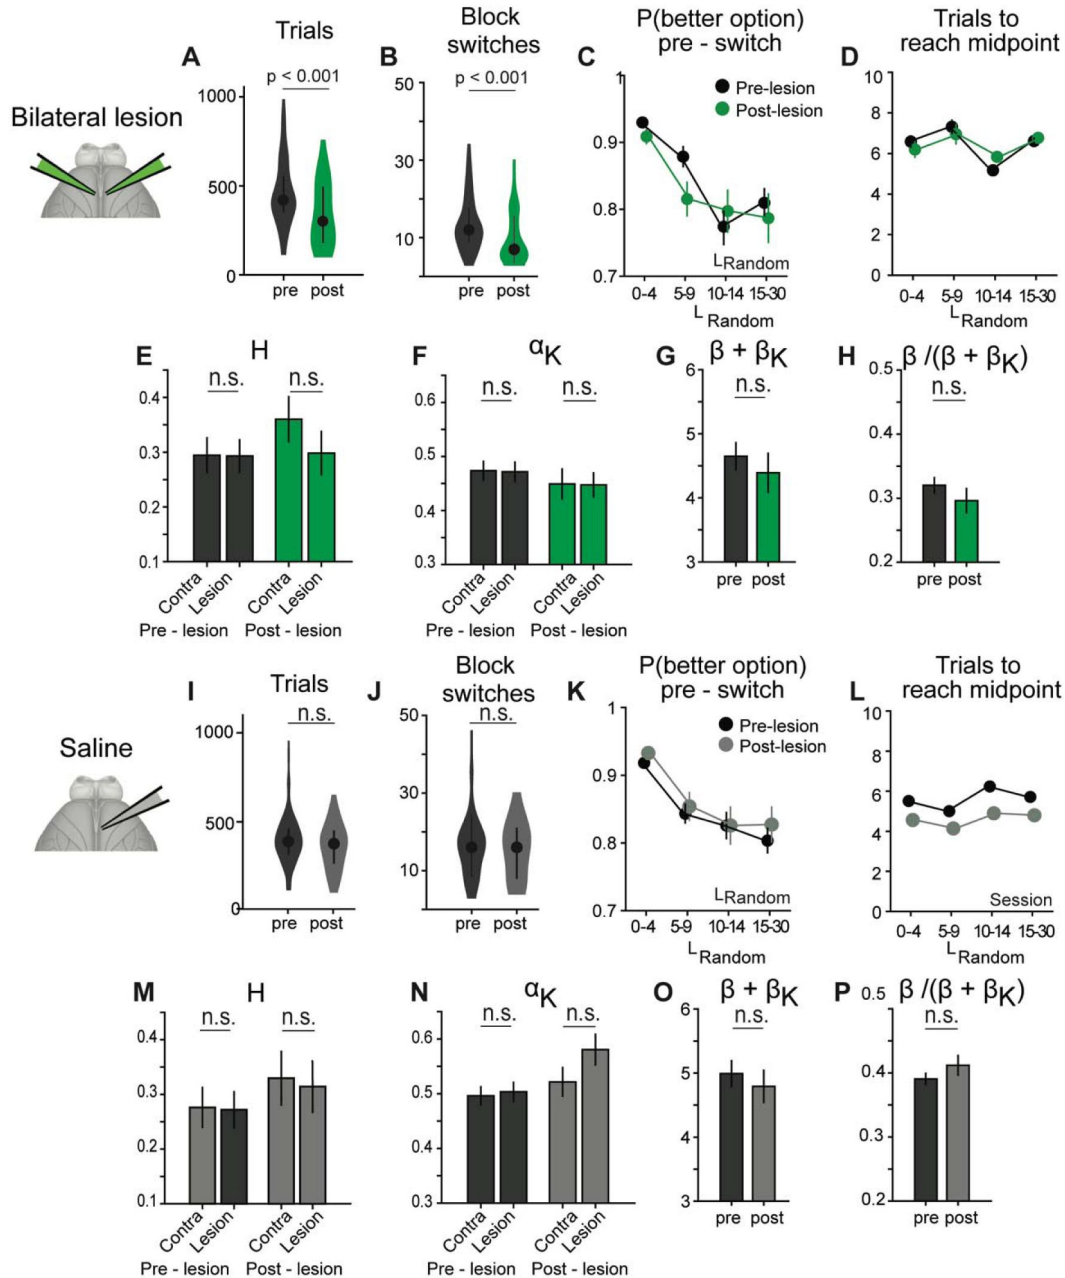 Bilateral lesion
A
Trials
p < 0.001
1000
500
0
pre post
B
Block
switches
p < 0.001
50
30
10
pre post
C
P(better option)
pre - switch
1
0.9
0.8
0.7
Pre-lesion
Post-lesion
LRandom
0-4 5-9 10-14 15-30
L Random
D
Trials to
reach midpoint
10
8
6
4
2
0
0-4 5-9 10-14 15-30
L Random
E
H
n.s. n.s.
0.4
0.3
0.2
0.1
Contra Lesion Contra Lesion
Pre - lesion Post - lesion
F
αK
n.s. n.s.
0.6
0.5
0.4
0.3
Contra Lesion Contra Lesion
Pre - lesion Post - lesion
G
β + βK
n.s.
6
5
4
3
pre post
H
β /(β + βK)
n.s.
0.5
0.4
0.3
0.2
pre post
Saline
I
Trials
n.s.
1000
500
0
pre post
J
Block
switches
n.s.
50
30
10
pre post
K
P(better option)
pre - switch
1
0.9
0.8
0.7
Pre-lesion
Post-lesion
LRandom
0-4 5-9 10-14 15-30
L Random
L
Trials to
reach midpoint
10
8
6
4
2
0
Session
0-4 5-9 10-14 15-30
L Random
M
H
n.s. n.s.
0.4
0.3
0.2
0.1
Contra Lesion Contra Lesion
Pre - lesion Post - lesion
N
αK
n.s. n.s.
0.6
0.5
0.4
0.3
Contra Lesion Contra Lesion
Pre - lesion Post - lesion
O
β + βK
n.s.
6
5
4
3
pre post
P
β /(β + βK)
n.s.
0.5
0.4
0.3
0.2
pre post